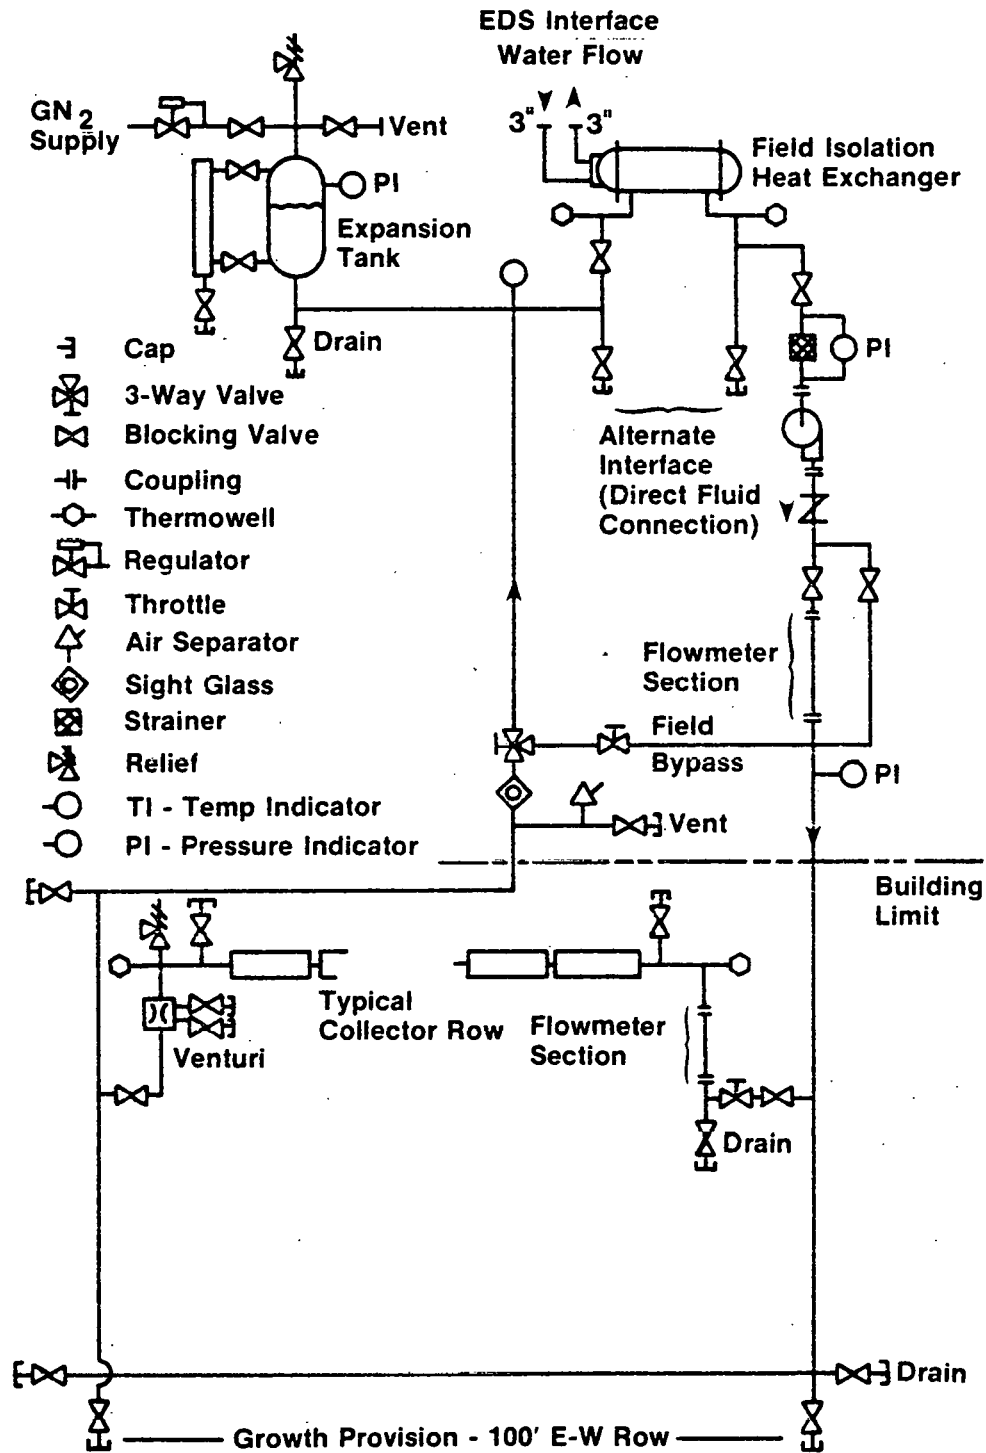 EDS Interface
Water Flow
GN2
Supply
Vent
3" 3"
Field Isolation
Heat Exchanger
PI
Expansion
Tank
Drain
PI
Cap
3-Way Valve
Blocking Valve
Coupling
Thermowell
Regulator
Throttle
Air Separator
Sight Glass
Strainer
Relief
TI - Temp Indicator
PI - Pressure Indicator
Alternate
Interface
(Direct Fluid
Connection)
Flowmeter
Section
Field
Bypass
PI
Vent
Building
Limit
Typical
Collector Row
Venturi
Flowmeter
Section
Drain
Drain
Growth Provision - 100' E-W Row